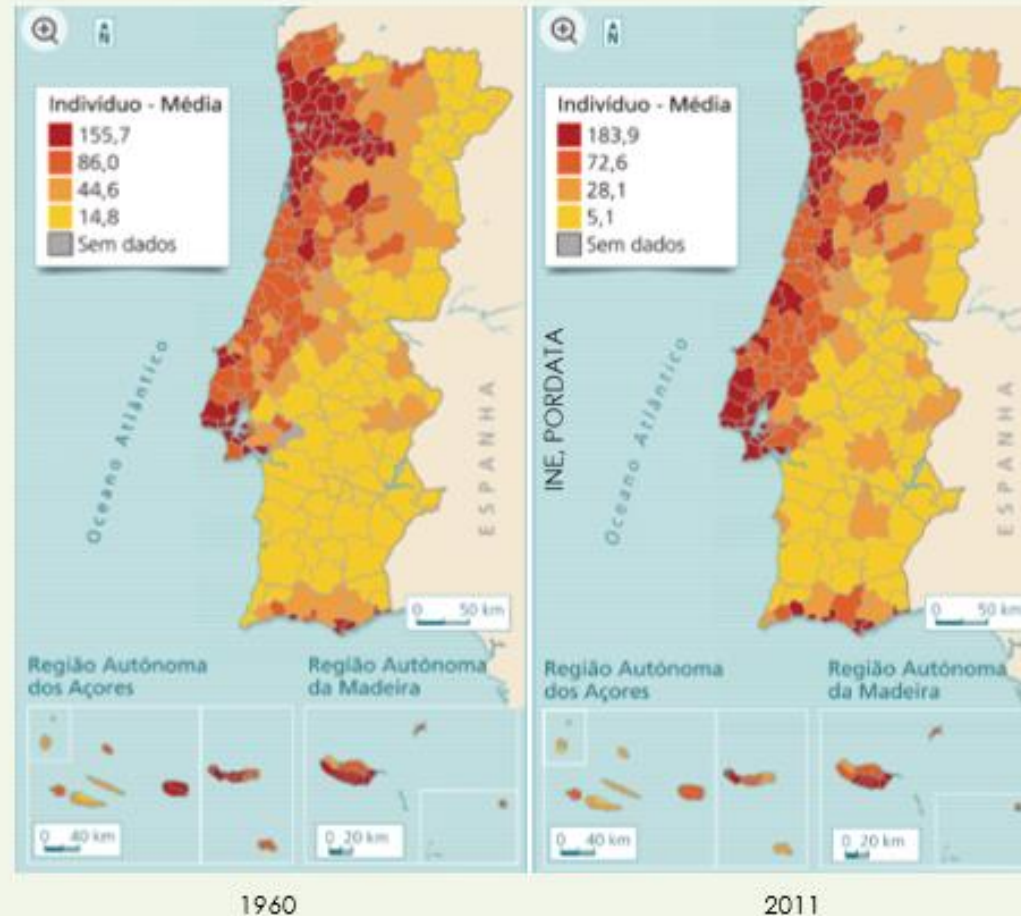 N
Indivíduo - Média
155,7
86,0
44,6
14,8
Sem dados
Oceano Atlântico
ESPANHA
0 50 km
Região Autónoma
dos Açores
Região Autónoma
da Madeira
0 40 km
0 20 km
1960
INE, PORDATA
N
Indivíduo - Média
183,9
72,6
28,1
5,1
Sem dados
Oceano Atlântico
ESPANHA
0 50 km
Região Autónoma
dos Açores
Região Autónoma
da Madeira
0 40 km
0 20 km
2011